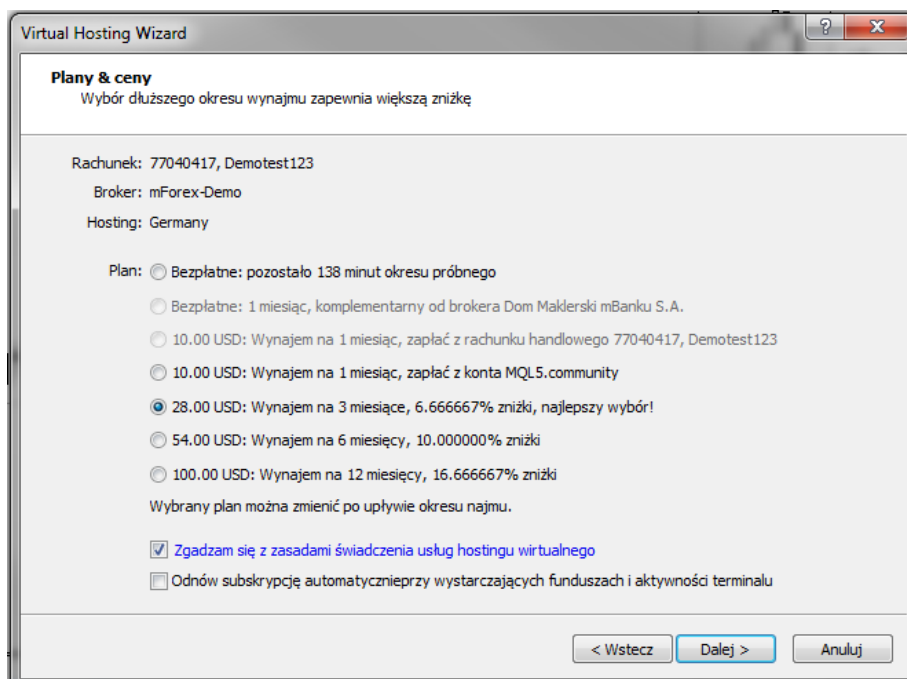 Virtual Hosting Wizard
Plany & ceny
Wybór dłuższego okresu wynajmu zapewnia większą zniżkę
Rachunek: 77040417, Demotest123
Broker: mForex-Demo
Hosting: Germany
Plan: Bezpłatne: pozostało 138 minut okresu próbnego
Bezpłatne: 1 miesiąc, komplementarny od brokera Dom Maklerski mBanku S.A.
10.00 USD: Wynajem na 1 miesiąc, zapłać z rachunku handlowego 77040417, Demotest123
10.00 USD: Wynajem na 1 miesiąc, zapłać z konta MQL5.community
28.00 USD: Wynajem na 3 miesiące, 6.666667% zniżki, najlepszy wybór!
54.00 USD: Wynajem na 6 miesięcy, 10.000000% zniżki
100.00 USD: Wynajem na 12 miesięcy, 16.666667% zniżki
Wybrany plan można zmienić po upływie okresu najmu.
Zgadzam się z zasadami świadczenia usług hostingu wirtualnego
Odnów subskrypcję automatycznieprzy wystarczających funduszach i aktywności terminalu
< Wstecz Dalej > Anuluj